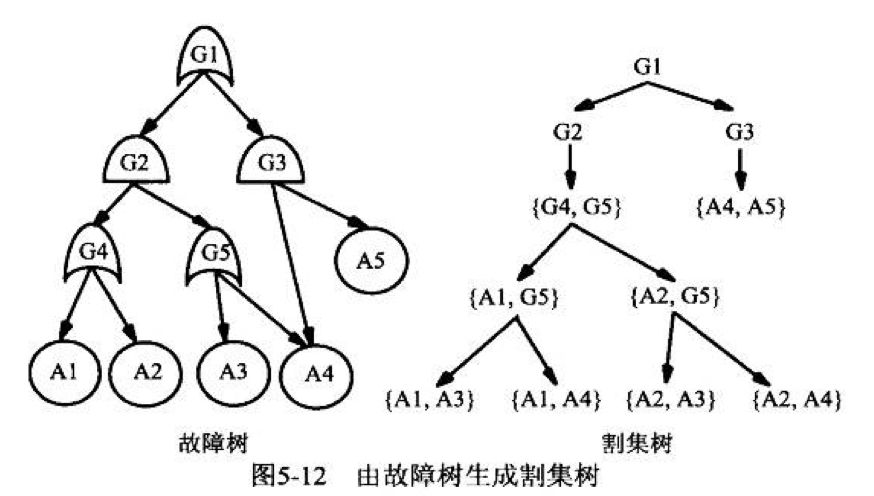 G1
G1
G2
G3
G2
G3
{G4, G5}
{A4, A5}
G4
G5
A5
{A1, G5}
{A2, G5}
A1
A2
A3
A4
{A1, A3}
{A1, A4}
{A2, A3}
{A2, A4}
故障树
割集树
图5-12 由故障树生成割集树